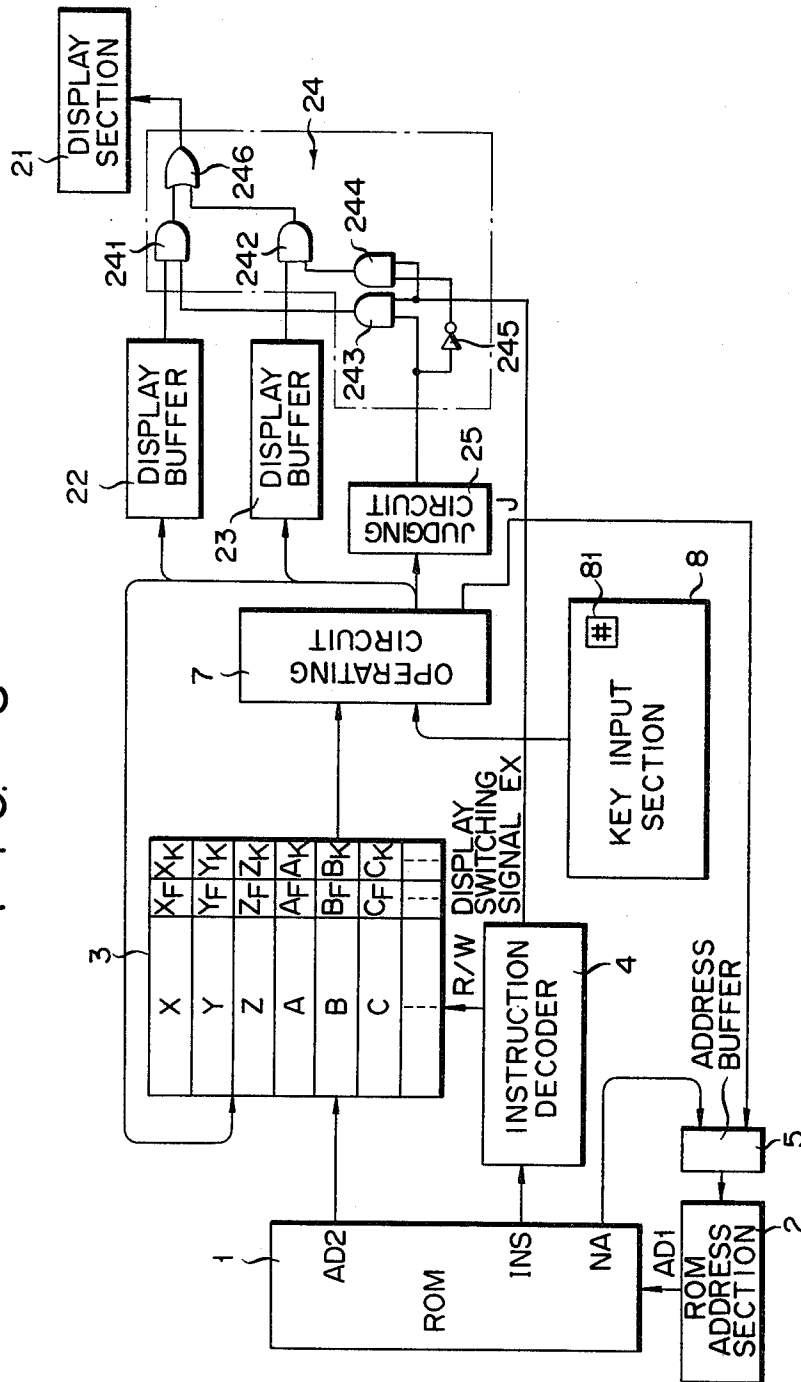 21
DISPLAY
SECTION
22
DISPLAY
BUFFER
241
246
24
23
DISPLAY
BUFFER
242
244
243
245
3
X XF XK
Y YF YK
Z ZF ZK
A AF AK
B BF BK
C CF CK
7
OPERATING
CIRCUIT
25
JUDGING
CIRCUIT
J
1
AD2
ROM
INS
NA
R/W
DISPLAY
SWITCHING
SIGNAL EX
INSTRUCTION
DECODER
4
# 81
8
KEY INPUT
SECTION
ADDRESS
BUFFER
5
AD1
ROM
ADDRESS
SECTION
2